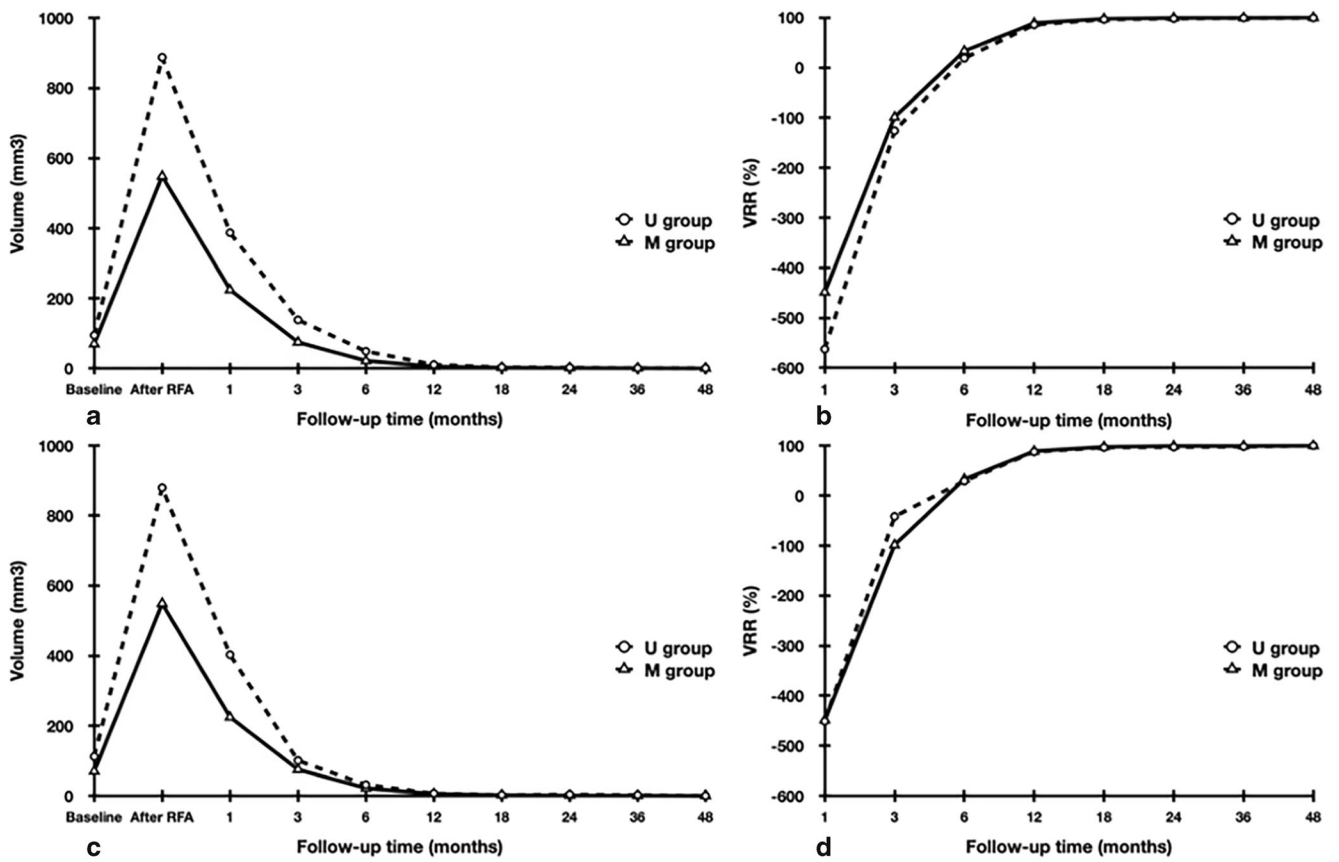 1000
800
600
400
200
0
Volume (mm3)
Baseline After RFA 1 3 6 12 18 24 36 48
Follow-up time (months)
U group
M group
a
100
0
-100
-200
-300
-400
-500
-600
VRR (%)
1 3 6 12 18 24 36 48
Follow-up time (months)
U group
M group
b
1000
800
600
400
200
0
Volume (mm3)
Baseline After RFA 1 3 6 12 18 24 36 48
Follow-up time (months)
U group
M group
c
100
0
-100
-200
-300
-400
-500
-600
VRR (%)
1 3 6 12 18 24 36 48
Follow-up time (months)
U group
M group
d